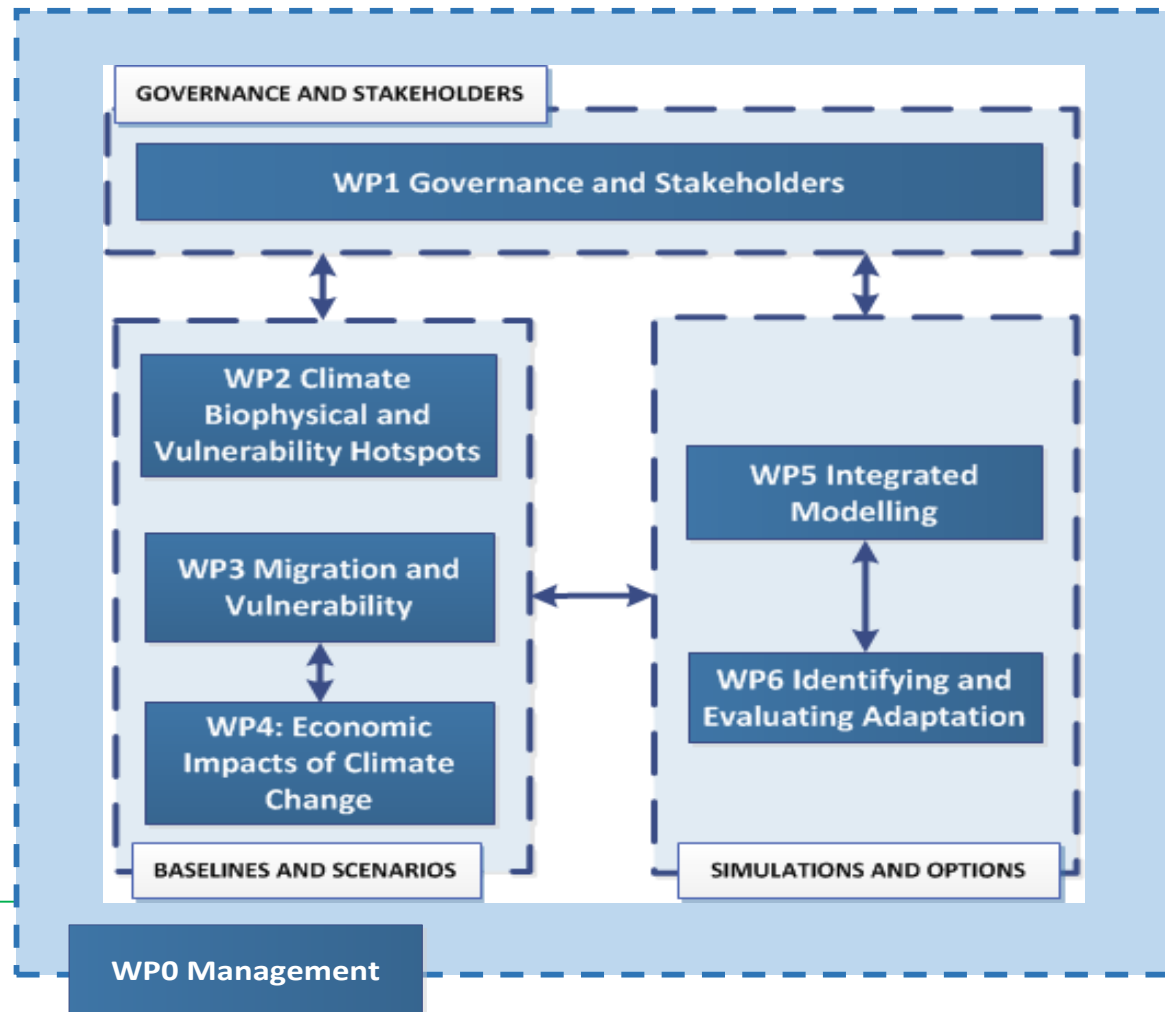 GOVERNANCE AND STAKEHOLDERS
WP1 Governance and Stakeholders
WP2 Climate
Biophysical and
Vulnerability Hotspots
WP3 Migration and
Vulnerability
WP4: Economic
Impacts of Climate
Change
BASELINES AND SCENARIOS
WP5 Integrated
Modelling
WP6 Identifying and
Evaluating Adaptation
SIMULATIONS AND OPTIONS
WP0 Management